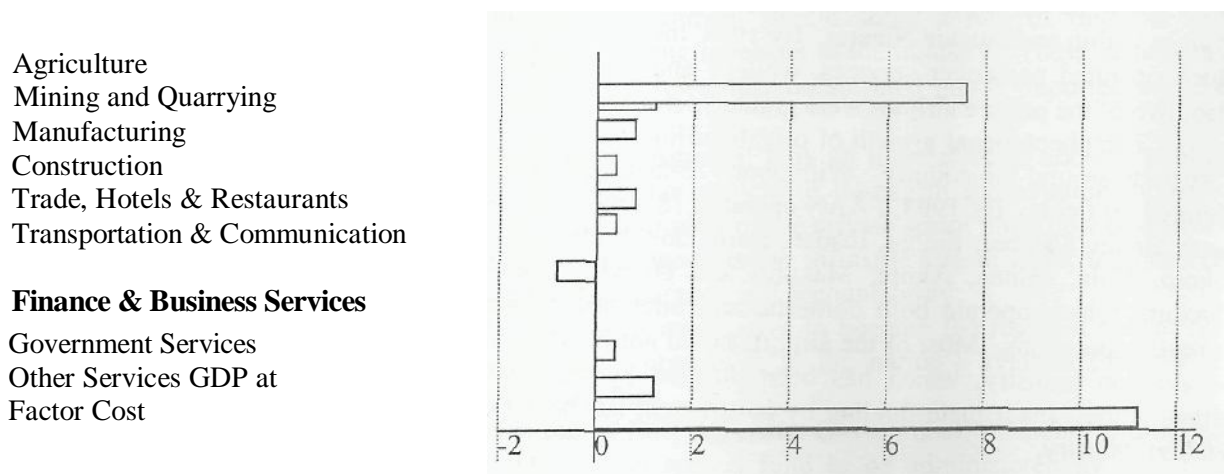 Agriculture
Mining and Quarrying
Manufacturing
Construction
Trade, Hotels & Restaurants
Transportation & Communication
Finance & Business Services
Government Services
Other Services GDP at
Factor Cost
-2 0 2 4 6 8 10 12